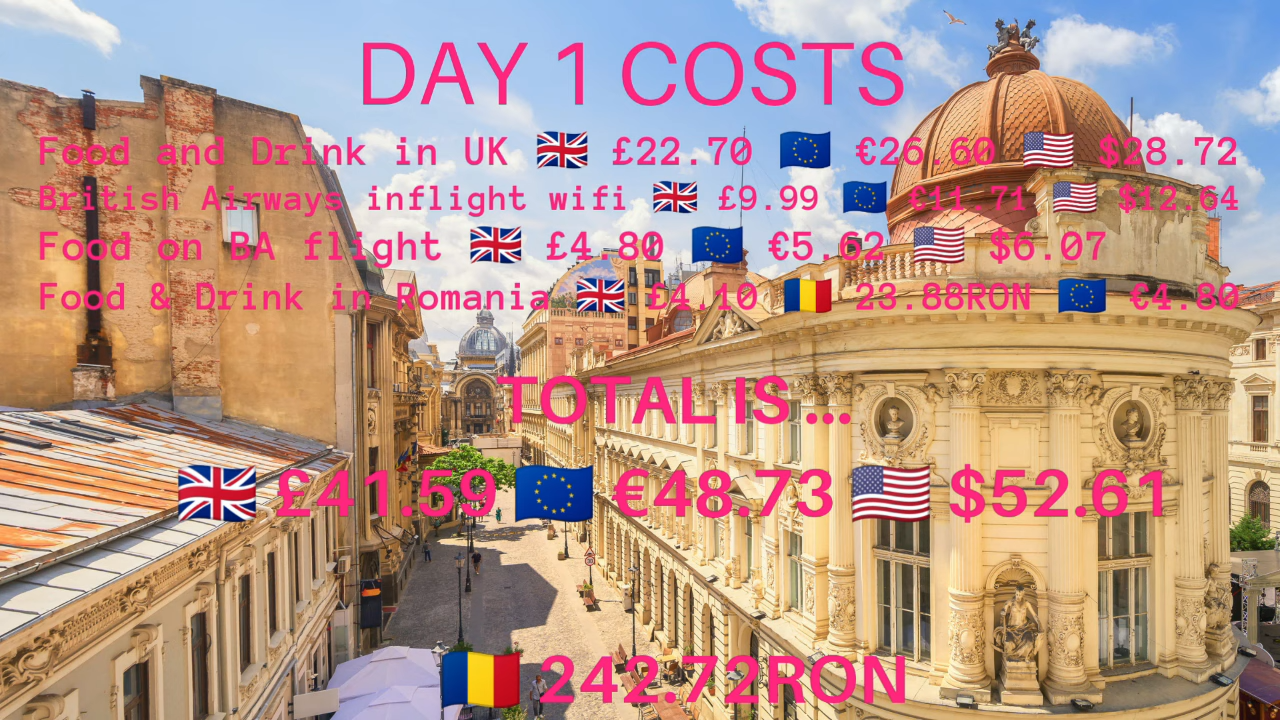 DAY 1 COSTS
Food and Drink in UK 🇬🇧 £22.70 🇪🇺 €26.60 🇺🇸 $28.72
British Airways inflight wifi 🇬🇧 £9.99 🇪🇺 €11.71 🇺🇸 $12.64
Food on BA flight 🇬🇧 £4.80 🇪🇺 €5.62 🇺🇸 $6.07
Food & Drink in Romania 🇬🇧 £4.10 🇷🇴 23.88RON 🇪🇺 €4.80
TOTAL IS ...
🇬🇧 £41.59 🇪🇺 €48.73 🇺🇸 $52.61
🇷🇴 242.72RON